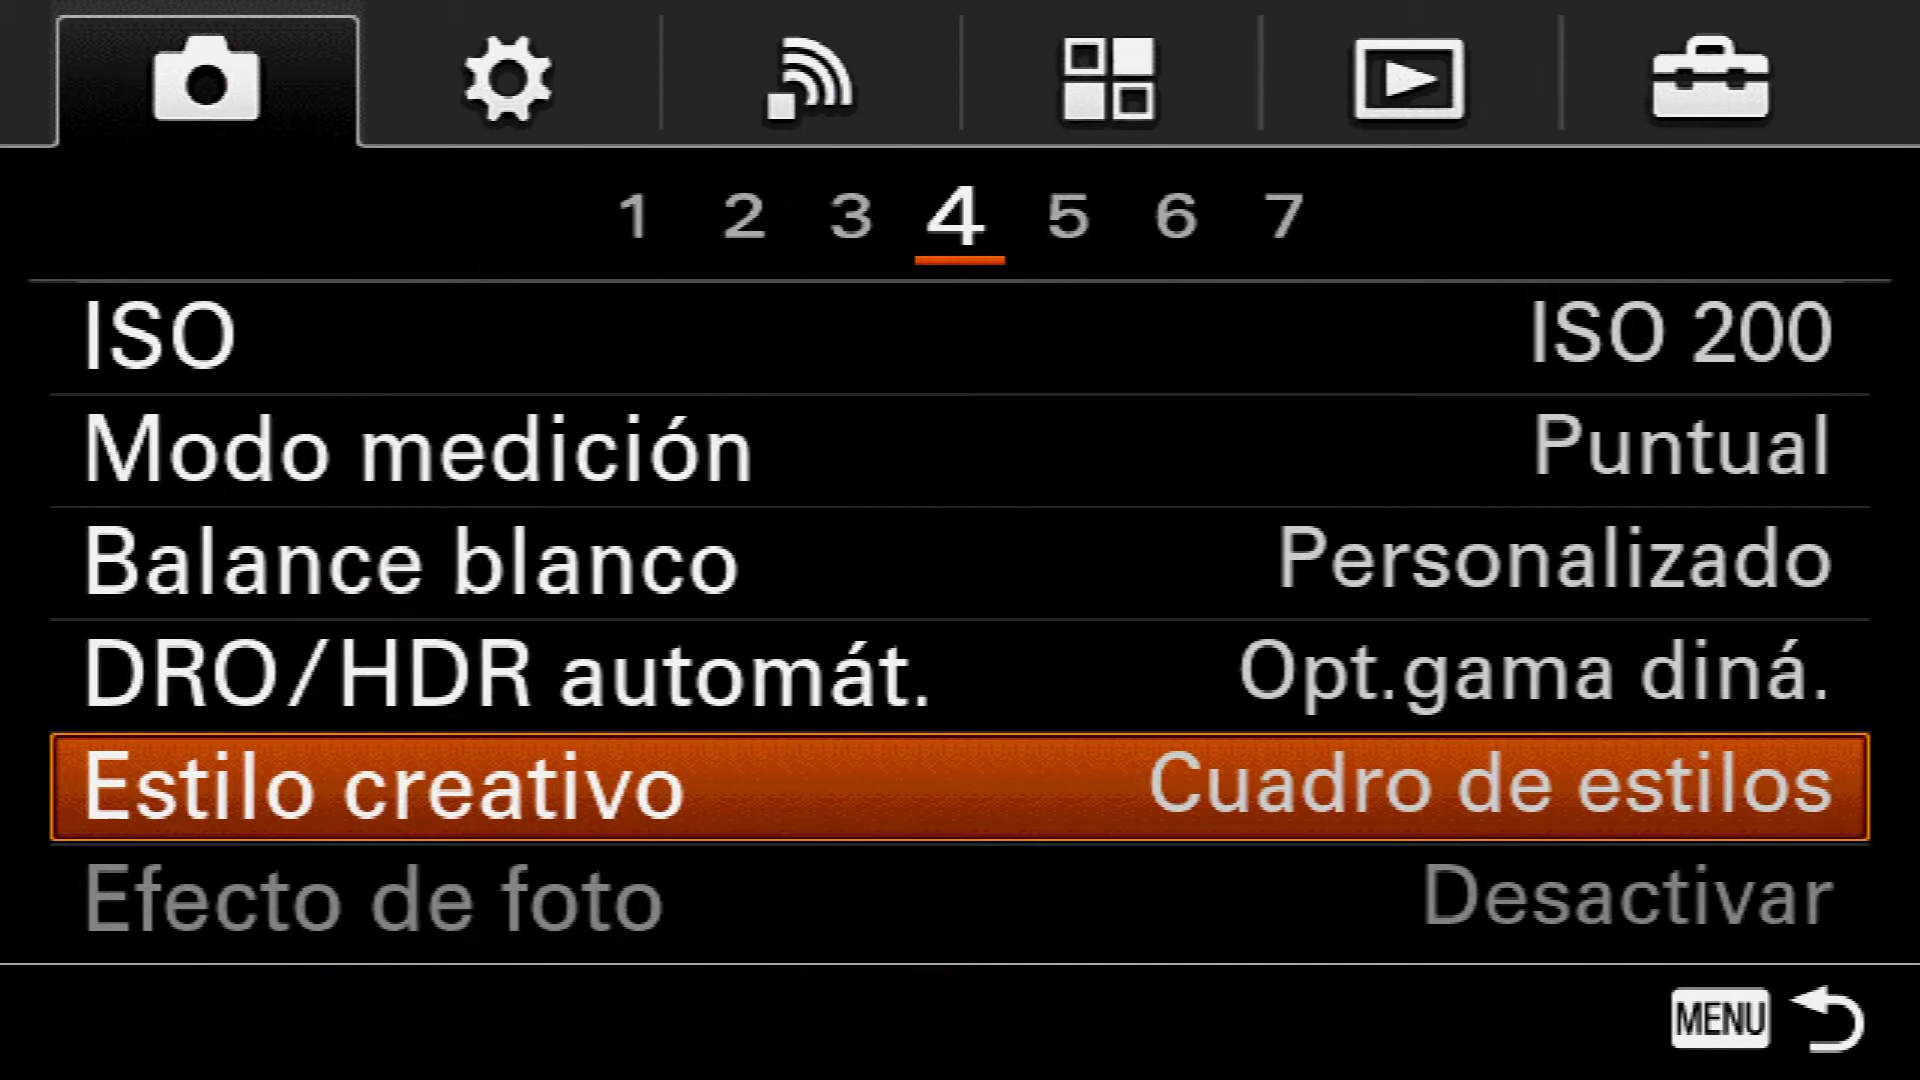 1 2 3 4 5 6 7
ISO ISO 200
Modo medición Puntual
Balance blanco Personalizado
DRO/HDR automát. Opt.gama diná.
Estilo creativo Cuadro de estilos
Efecto de foto Desactivar
MENU